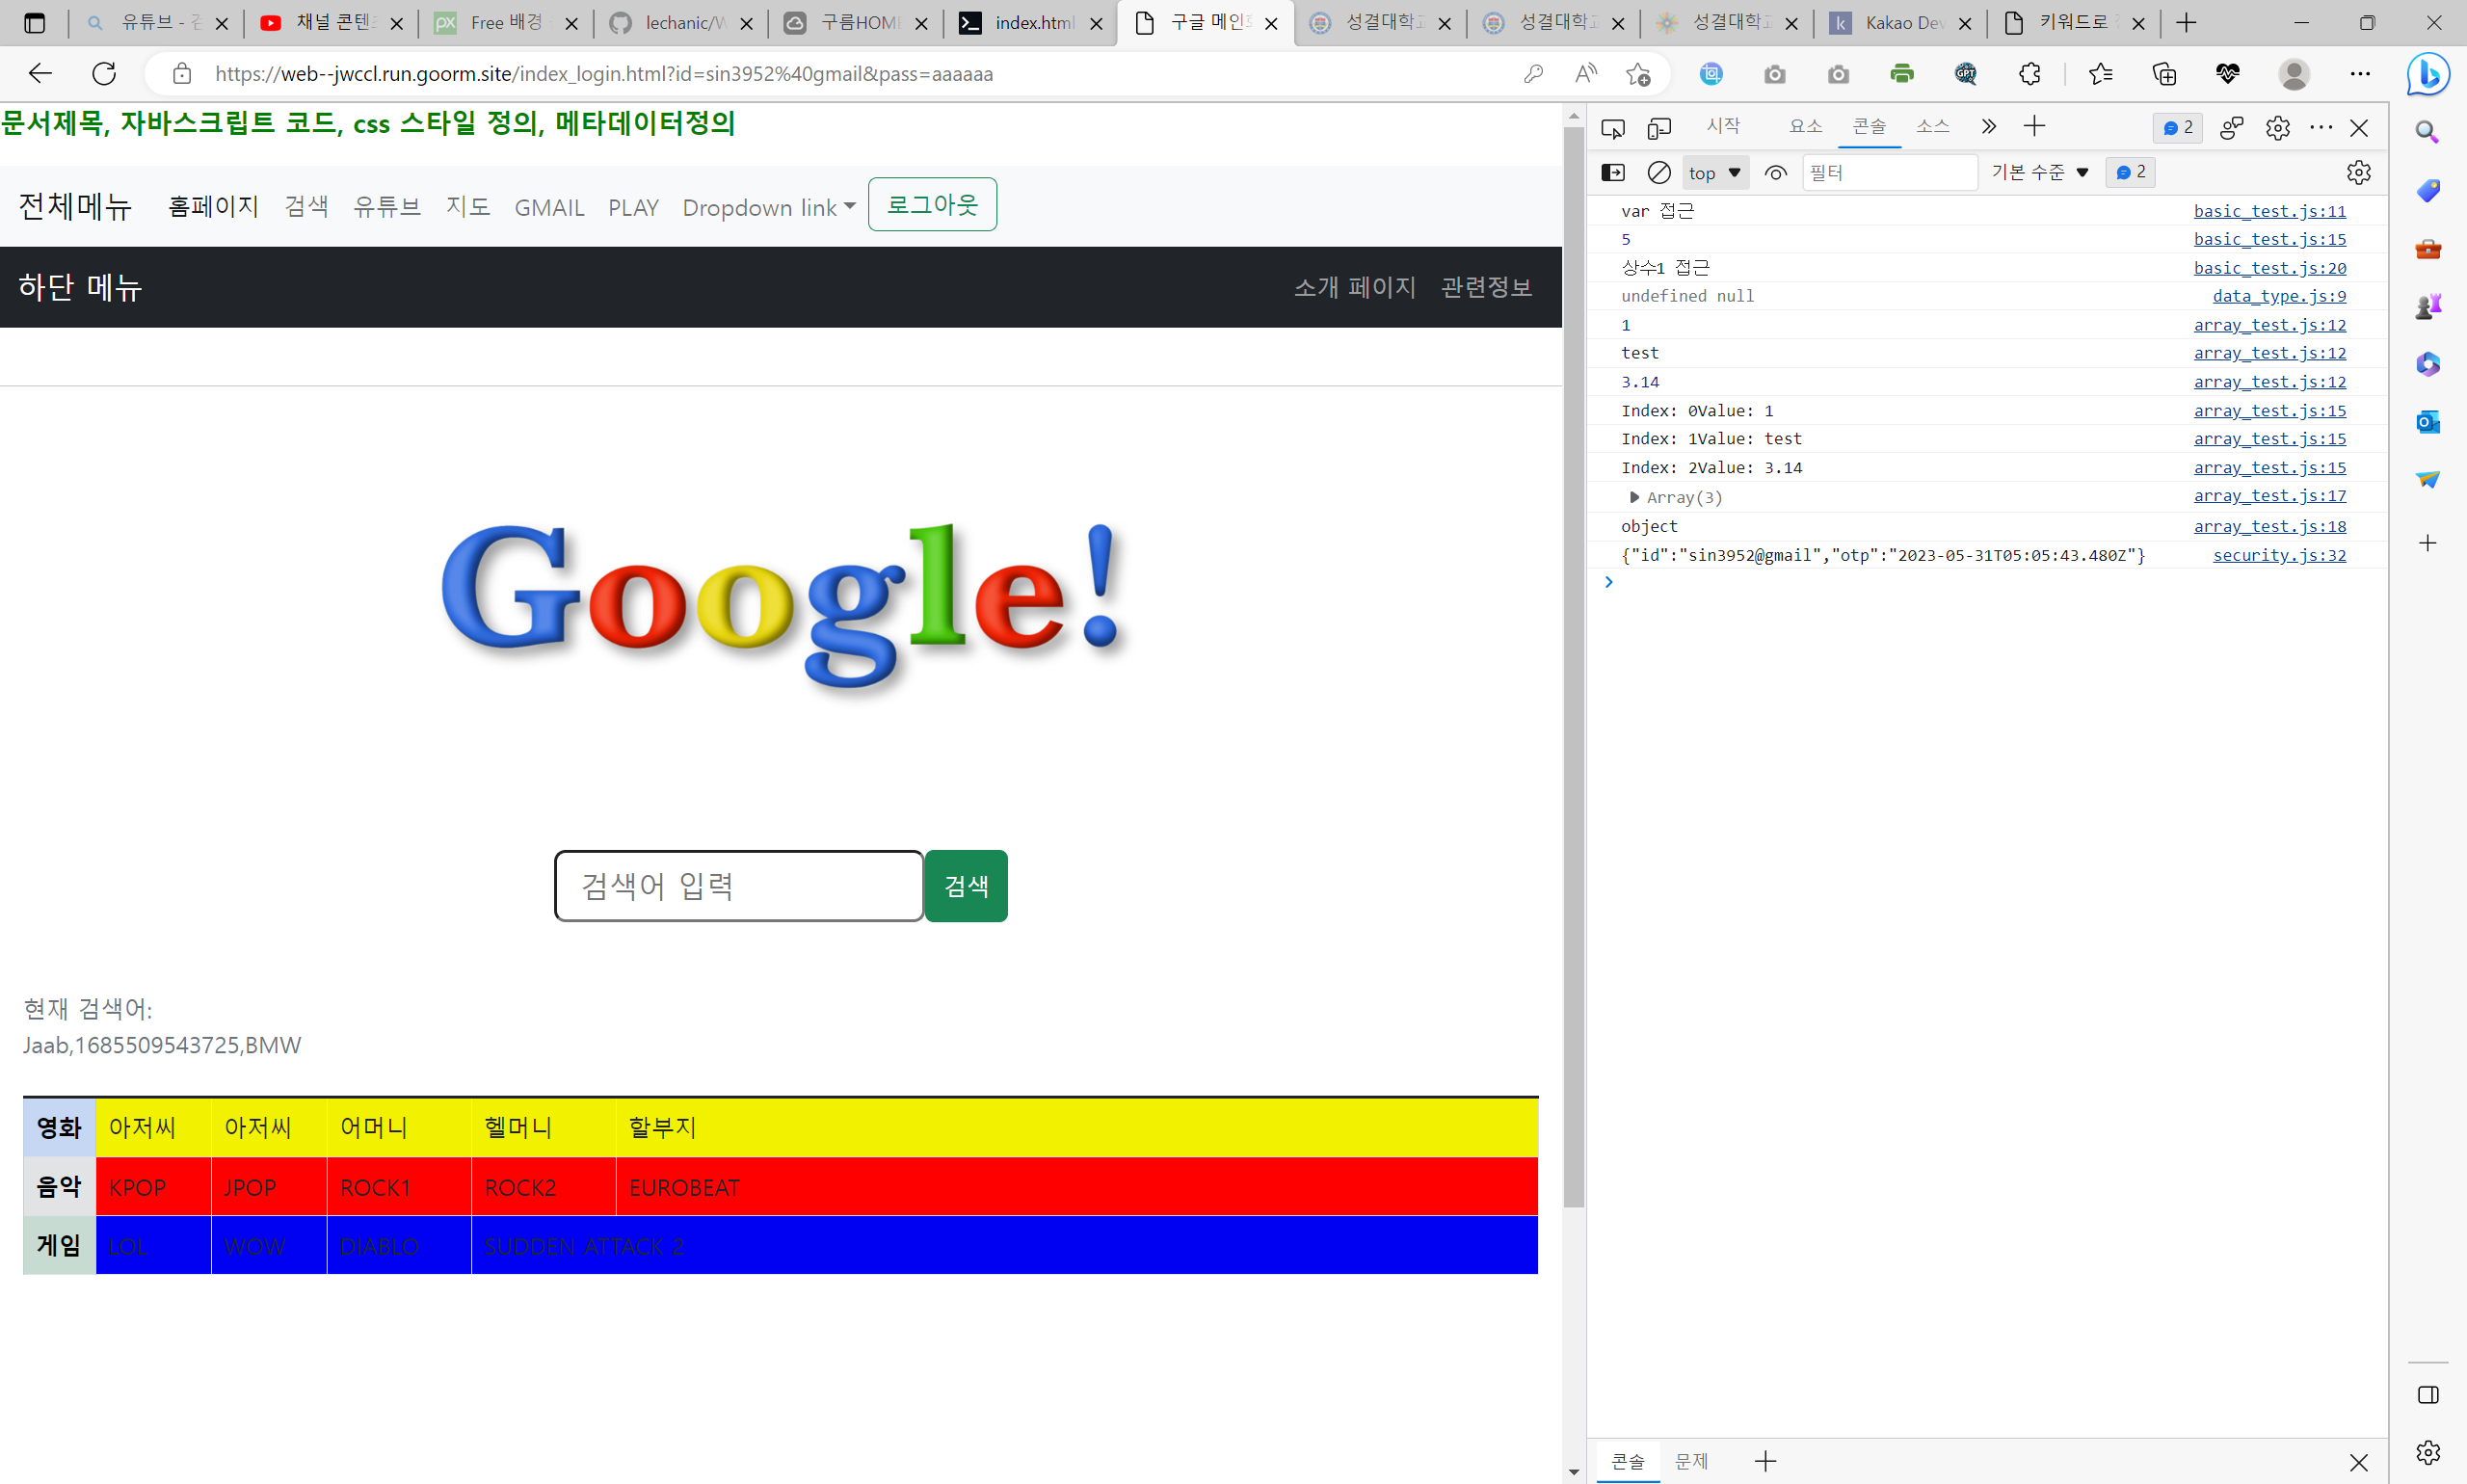 유튜브 - 검
채널 콘텐츠
Free 배경
lechanic/W
구름HOME
index.html
구글 메인화
성결대학교
성결대학교
성결대학교
Kakao Dev
키워드로
https://web--jwccl.run.goorm.site/index_login.html?id=sin3952%40gmail&pass=aaaaaa
문서제목, 자바스크립트 코드, css 스타일 정의, 메타데이터정의
전체메뉴 홈페이지 검색 유튜브 지도 GMAIL PLAY Dropdown link 로그아웃
하단 메뉴 소개 페이지 관련정보
Google!
검색어 입력 검색
현재 검색어:
Jaab,1685509543725,BMW
영화 아저씨 아저씨 어머니 헬머니 할부지
음악 KPOP JPOP ROCK1 ROCK2 EUROBEAT
게임 LOL WOW DIABLO SUDDEN ATTACK 2
시작 요소 콘솔 소스 2
top 필터 기본 수준 2
var 접근 basic_test.js:11
5 basic_test.js:15
상수1 접근 basic_test.js:20
undefined null data_type.js:9
1 array_test.js:12
test array_test.js:12
3.14 array_test.js:12
Index: 0Value: 1 array_test.js:15
Index: 1Value: test array_test.js:15
Index: 2Value: 3.14 array_test.js:15
Array(3) array_test.js:17
object array_test.js:18
{"id":"sin3952@gmail","otp":"2023-05-31T05:05:43.480Z"} security.js:32
콘솔 문제